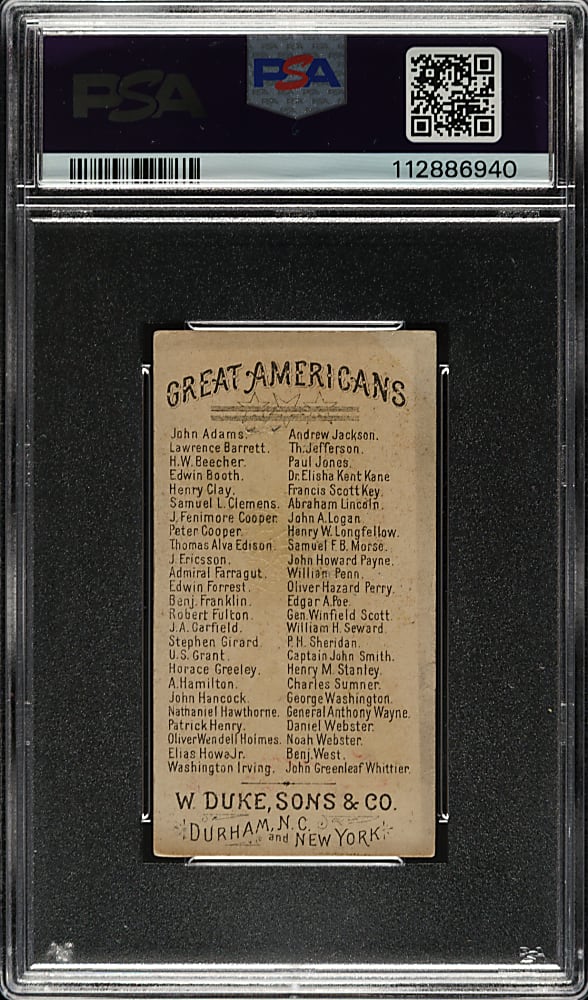 PSA
PSA
112886940
GREAT AMERICANS
John Adams. Andrew Jackson.
Lawrence Barrett. Th. Jefferson.
H.W. Beecher. Paul Jones.
Edwin Booth. Dr. Elisha Kent Kane
Henry Clay. Francis Scott Key.
Samuel L. Clemens. Abraham Lincoln.
J. Fenimore Cooper. John A. Logan.
Peter Cooper. Henry W. Longfellow.
Thomas Alva Edison. Samuel F.B. Morse.
J. Ericsson. John Howard Payne.
Admiral Farragut. William Penn.
Edwin Forrest. Oliver Hazard Perry.
Benj. Franklin. Edgar A. Poe.
Robert Fulton. Gen. Winfield Scott.
J.A. Garfield. William H. Seward.
Stephen Girard. P.H. Sheridan.
U.S. Grant. Captain John Smith.
Horace Greeley. Henry M. Stanley.
A. Hamilton. Charles Sumner.
John Hancock. George Washington.
Nathaniel Hawthorne. General Anthony Wayne.
Patrick Henry. Daniel Webster.
Oliver Wendell Holmes. Noah Webster.
Elias Howe Jr. Benj. West.
Washington Irving. John Greenleaf Whittier.
W. DUKE, SONS & CO.
DURHAM, N.C. and NEW YORK.